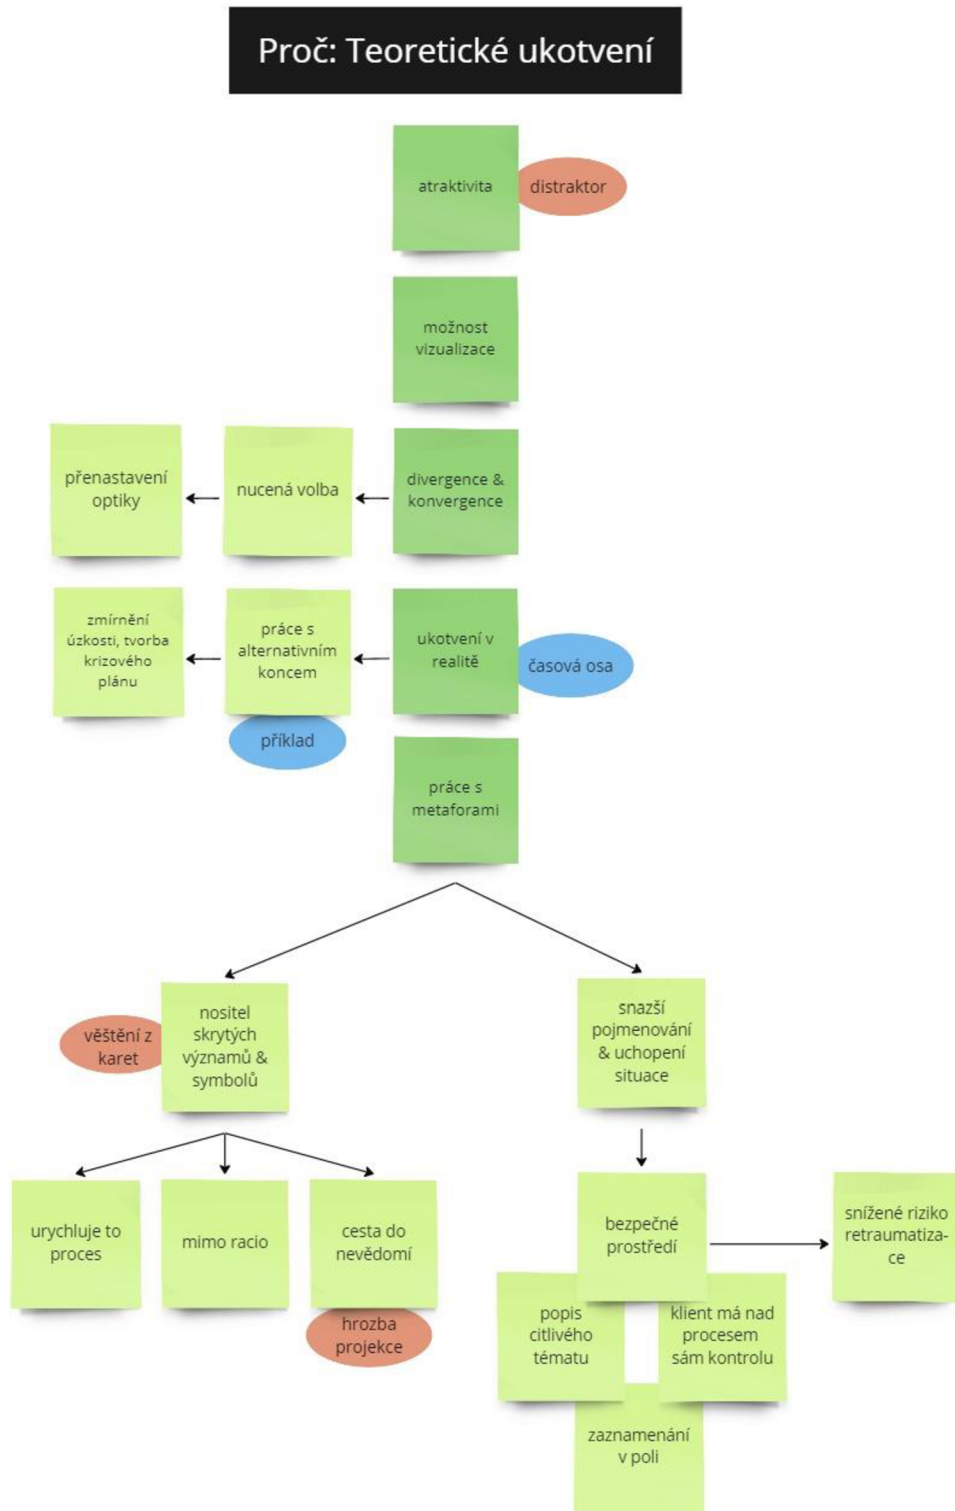 Proč: Teoretické ukotvení
atraktivita
distraktor
možnost
vizualizace
přenastavení
optiky
nucená volba
divergence &
konvergence
zmírnění
úzkosti, tvorba
krizového
plánu
práce s
alternativním
koncem
příklad
ukotvení v
realitě
časová osa
práce s
metaforami
věštění z
karet
nositel
skrytých
významů &
symbolů
snazší
pojmenování
& uchopení
situace
urychluje to
proces
mimo racio
cesta do
nevědomí
hrozba
projekce
bezpečné
prostředí
snížené riziko
retraumatiza-
ce
popis
citlivého
tématu
klient má nad
procesem
sám kontrolu
zaznamenání
v poli